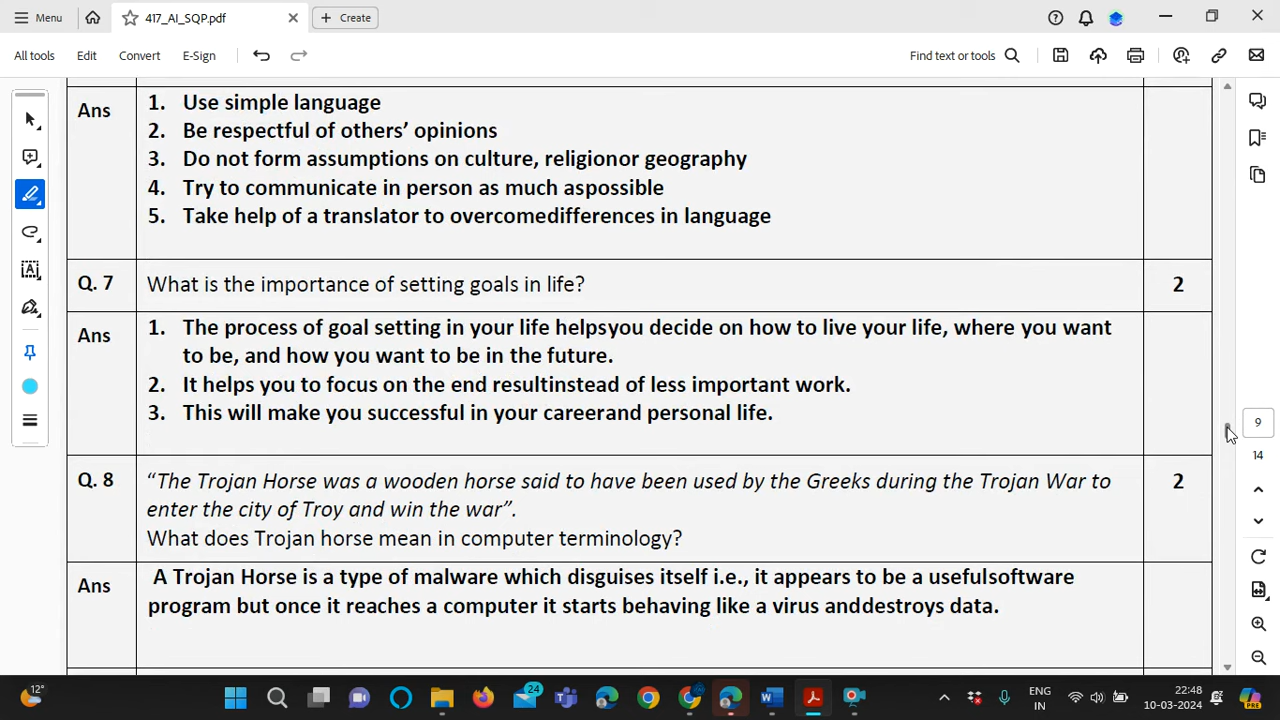 Menu
417_AI_SQP.pdf
Create
All tools
Edit
Convert
E-Sign
Find text or tools
Ans
1. Use simple language
2. Be respectful of others’ opinions
3. Do not form assumptions on culture, religionor geography
4. Try to communicate in person as much aspossible
5. Take help of a translator to overcomedifferences in language
Q. 7 What is the importance of setting goals in life? 2
Ans
1. The process of goal setting in your life helpsyou decide on how to live your life, where you want
to be, and how you want to be in the future.
2. It helps you to focus on the end resultinstead of less important work.
3. This will make you successful in your careerand personal life.
Q. 8 “The Trojan Horse was a wooden horse said to have been used by the Greeks during the Trojan War to 2
enter the city of Troy and win the war”.
What does Trojan horse mean in computer terminology?
Ans A Trojan Horse is a type of malware which disguises itself i.e., it appears to be a usefulsoftware
program but once it reaches a computer it starts behaving like a virus anddestroys data.
9
14
12°
24
ENG
IN
22:48
10-03-2024
PRE